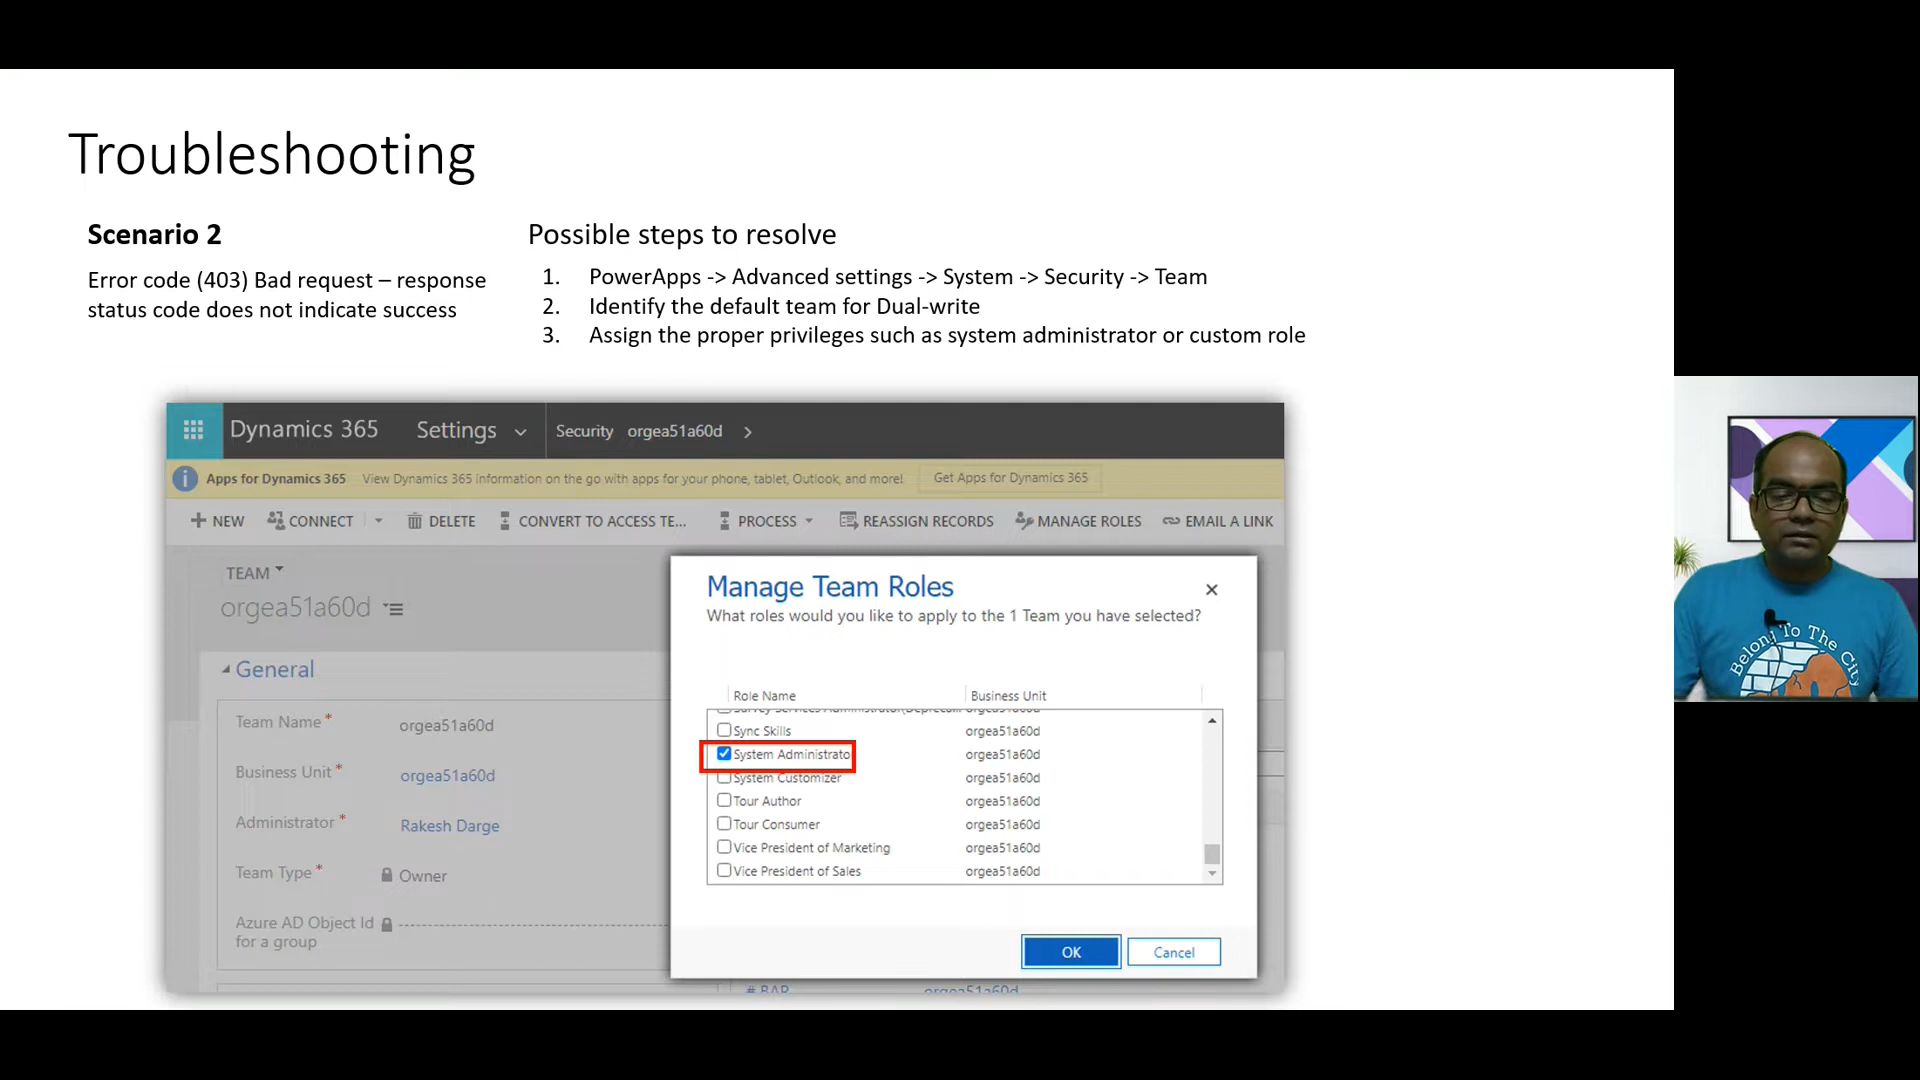 Troubleshooting
Scenario 2
Error code (403) Bad request – response
status code does not indicate success
Possible steps to resolve
1. PowerApps -> Advanced settings -> System -> Security -> Team
2. Identify the default team for Dual-write
3. Assign the proper privileges such as system administrator or custom role
Dynamics 365 Settings Security orgea51a60d
Apps for Dynamics 365 View Dynamics 365 information on the go with apps for your phone, tablet, Outlook, and more! Get Apps for Dynamics 365
NEW CONNECT DELETE CONVERT TO ACCESS TE... PROCESS REASSIGN RECORDS MANAGE ROLES EMAIL A LINK
TEAM
orgea51a60d
General
Team Name* orgea51a60d
Business Unit* orgea51a60d
Administrator* Rakesh Darge
Team Type* Owner
Azure AD Object Id
for a group
Manage Team Roles
What roles would you like to apply to the 1 Team you have selected?
Role Name Business Unit
Survey Services Administrator(Depreca... orgea51a60d
Sync Skills orgea51a60d
System Administrato orgea51a60d
System Customizer orgea51a60d
Tour Author orgea51a60d
Tour Consumer orgea51a60d
Vice President of Marketing orgea51a60d
Vice President of Sales orgea51a60d
OK Cancel
# BAR orgea51a60d
Belong To The City